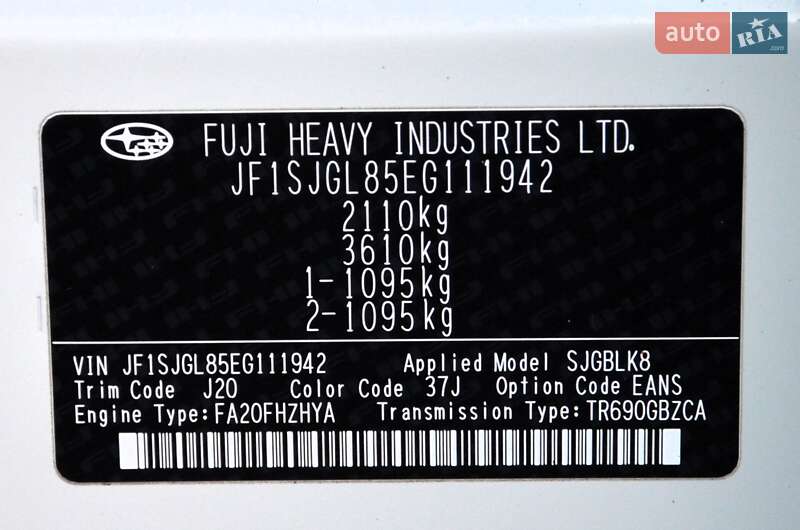 auto RIA .com
FUJI HEAVY INDUSTRIES LTD.
JF1SJGL85EG111942
2110kg
3610kg
1-1095kg
2-1095kg
VIN JF1SJGL85EG111942 Applied Model SJGBLK8
Trim Code J20 Color Code 37J Option Code EANS
Engine Type:FA20FHZHYA Transmission Type:TR690GBZCA